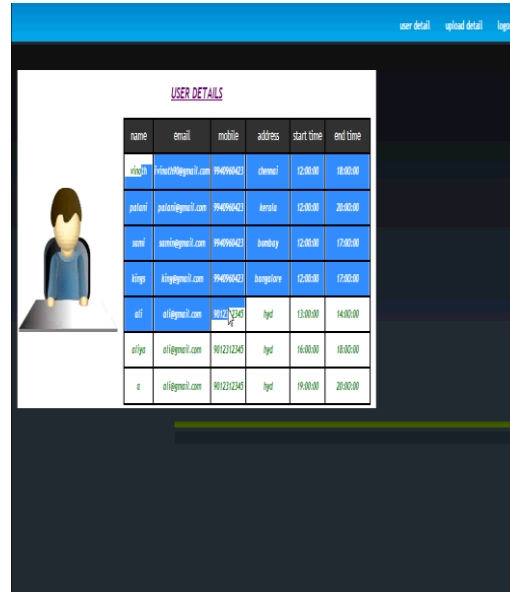 user detail upload detail logo
USER DETAILS
name email mobile address start time end time
vinoth ivinoth90@gmail.com 9940960423 chennai 12:00:00 18:00:00
palani palani@gmail.com 9940960423 kerala 12:00:00 20:00:00
sami samin@gmail.com 9940960423 bombay 12:00:00 17:00:00
kings king@gmail.com 9940960423 bangalore 12:00:00 17:00:00
ali ali@gmail.com 9012312345 hyd 13:00:00 14:00:00
aliya ali@gmail.com 9012312345 hyd 16:00:00 18:00:00
a ali@gmail.com 9012312345 hyd 19:00:00 20:00:00